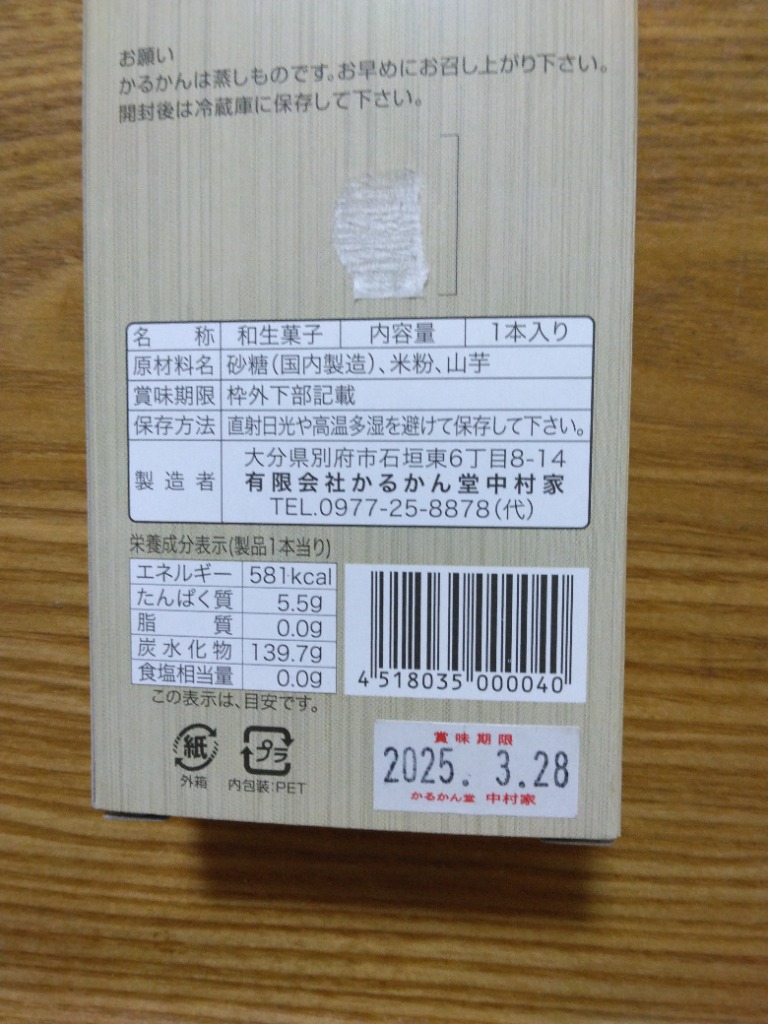 お願い
かるかんは蒸しものです。お早めにお召し上がり下さい。
開封後は冷蔵庫に保存して下さい。
名 称 和生菓子 内容量 1本入り
原材料名 砂糖(国内製造)、米粉、山芋
賞味期限 枠外下部記載
保存方法 直射日光や高温多湿を避けて保存して下さい。
製造者 大分県別府市石垣東6丁目8-14
有限会社かるかん堂中村家
TEL.0977-25-8878(代)
栄養成分表示(製品1本当り)
エネルギー 581kcal
たんぱく質 5.5g
脂 質 0.0g
炭水化物 139.7g
食塩相当量 0.0g
この表示は、目安です。
4 518035 000040
紙
外箱
プラ
内包装:PET
賞味期限
2025. 3.28
かるかん堂 中村家